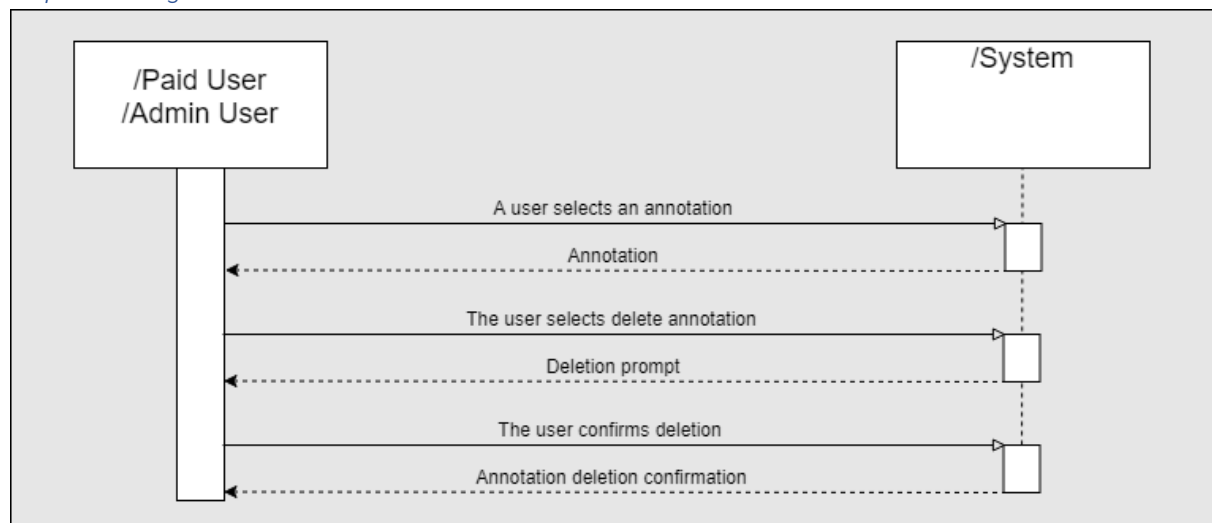 /Paid User
/Admin User
/System
A user selects an annotation
Annotation
The user selects delete annotation
Deletion prompt
The user confirms deletion
Annotation deletion confirmation